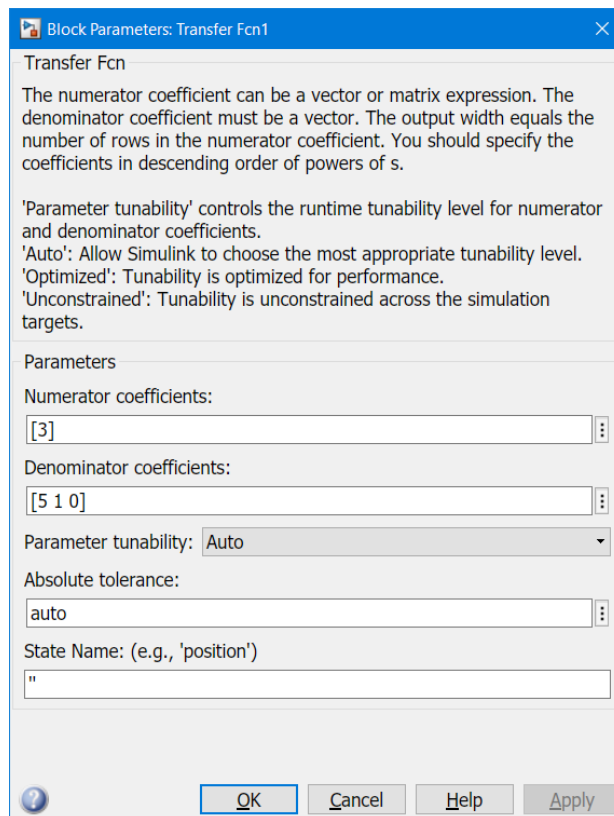 Block Parameters: Transfer Fcn1
Transfer Fcn
The numerator coefficient can be a vector or matrix expression. The
denominator coefficient must be a vector. The output width equals the
number of rows in the numerator coefficient. You should specify the
coefficients in descending order of powers of s.
'Parameter tunability' controls the runtime tunability level for numerator
and denominator coefficients.
'Auto': Allow Simulink to choose the most appropriate tunability level.
'Optimized': Tunability is optimized for performance.
'Unconstrained': Tunability is unconstrained across the simulation
targets.
Parameters
Numerator coefficients:
[3]
Denominator coefficients:
[5 1 0]
Parameter tunability: Auto
Absolute tolerance:
auto
State Name: (e.g., 'position')
''
OK Cancel Help Apply